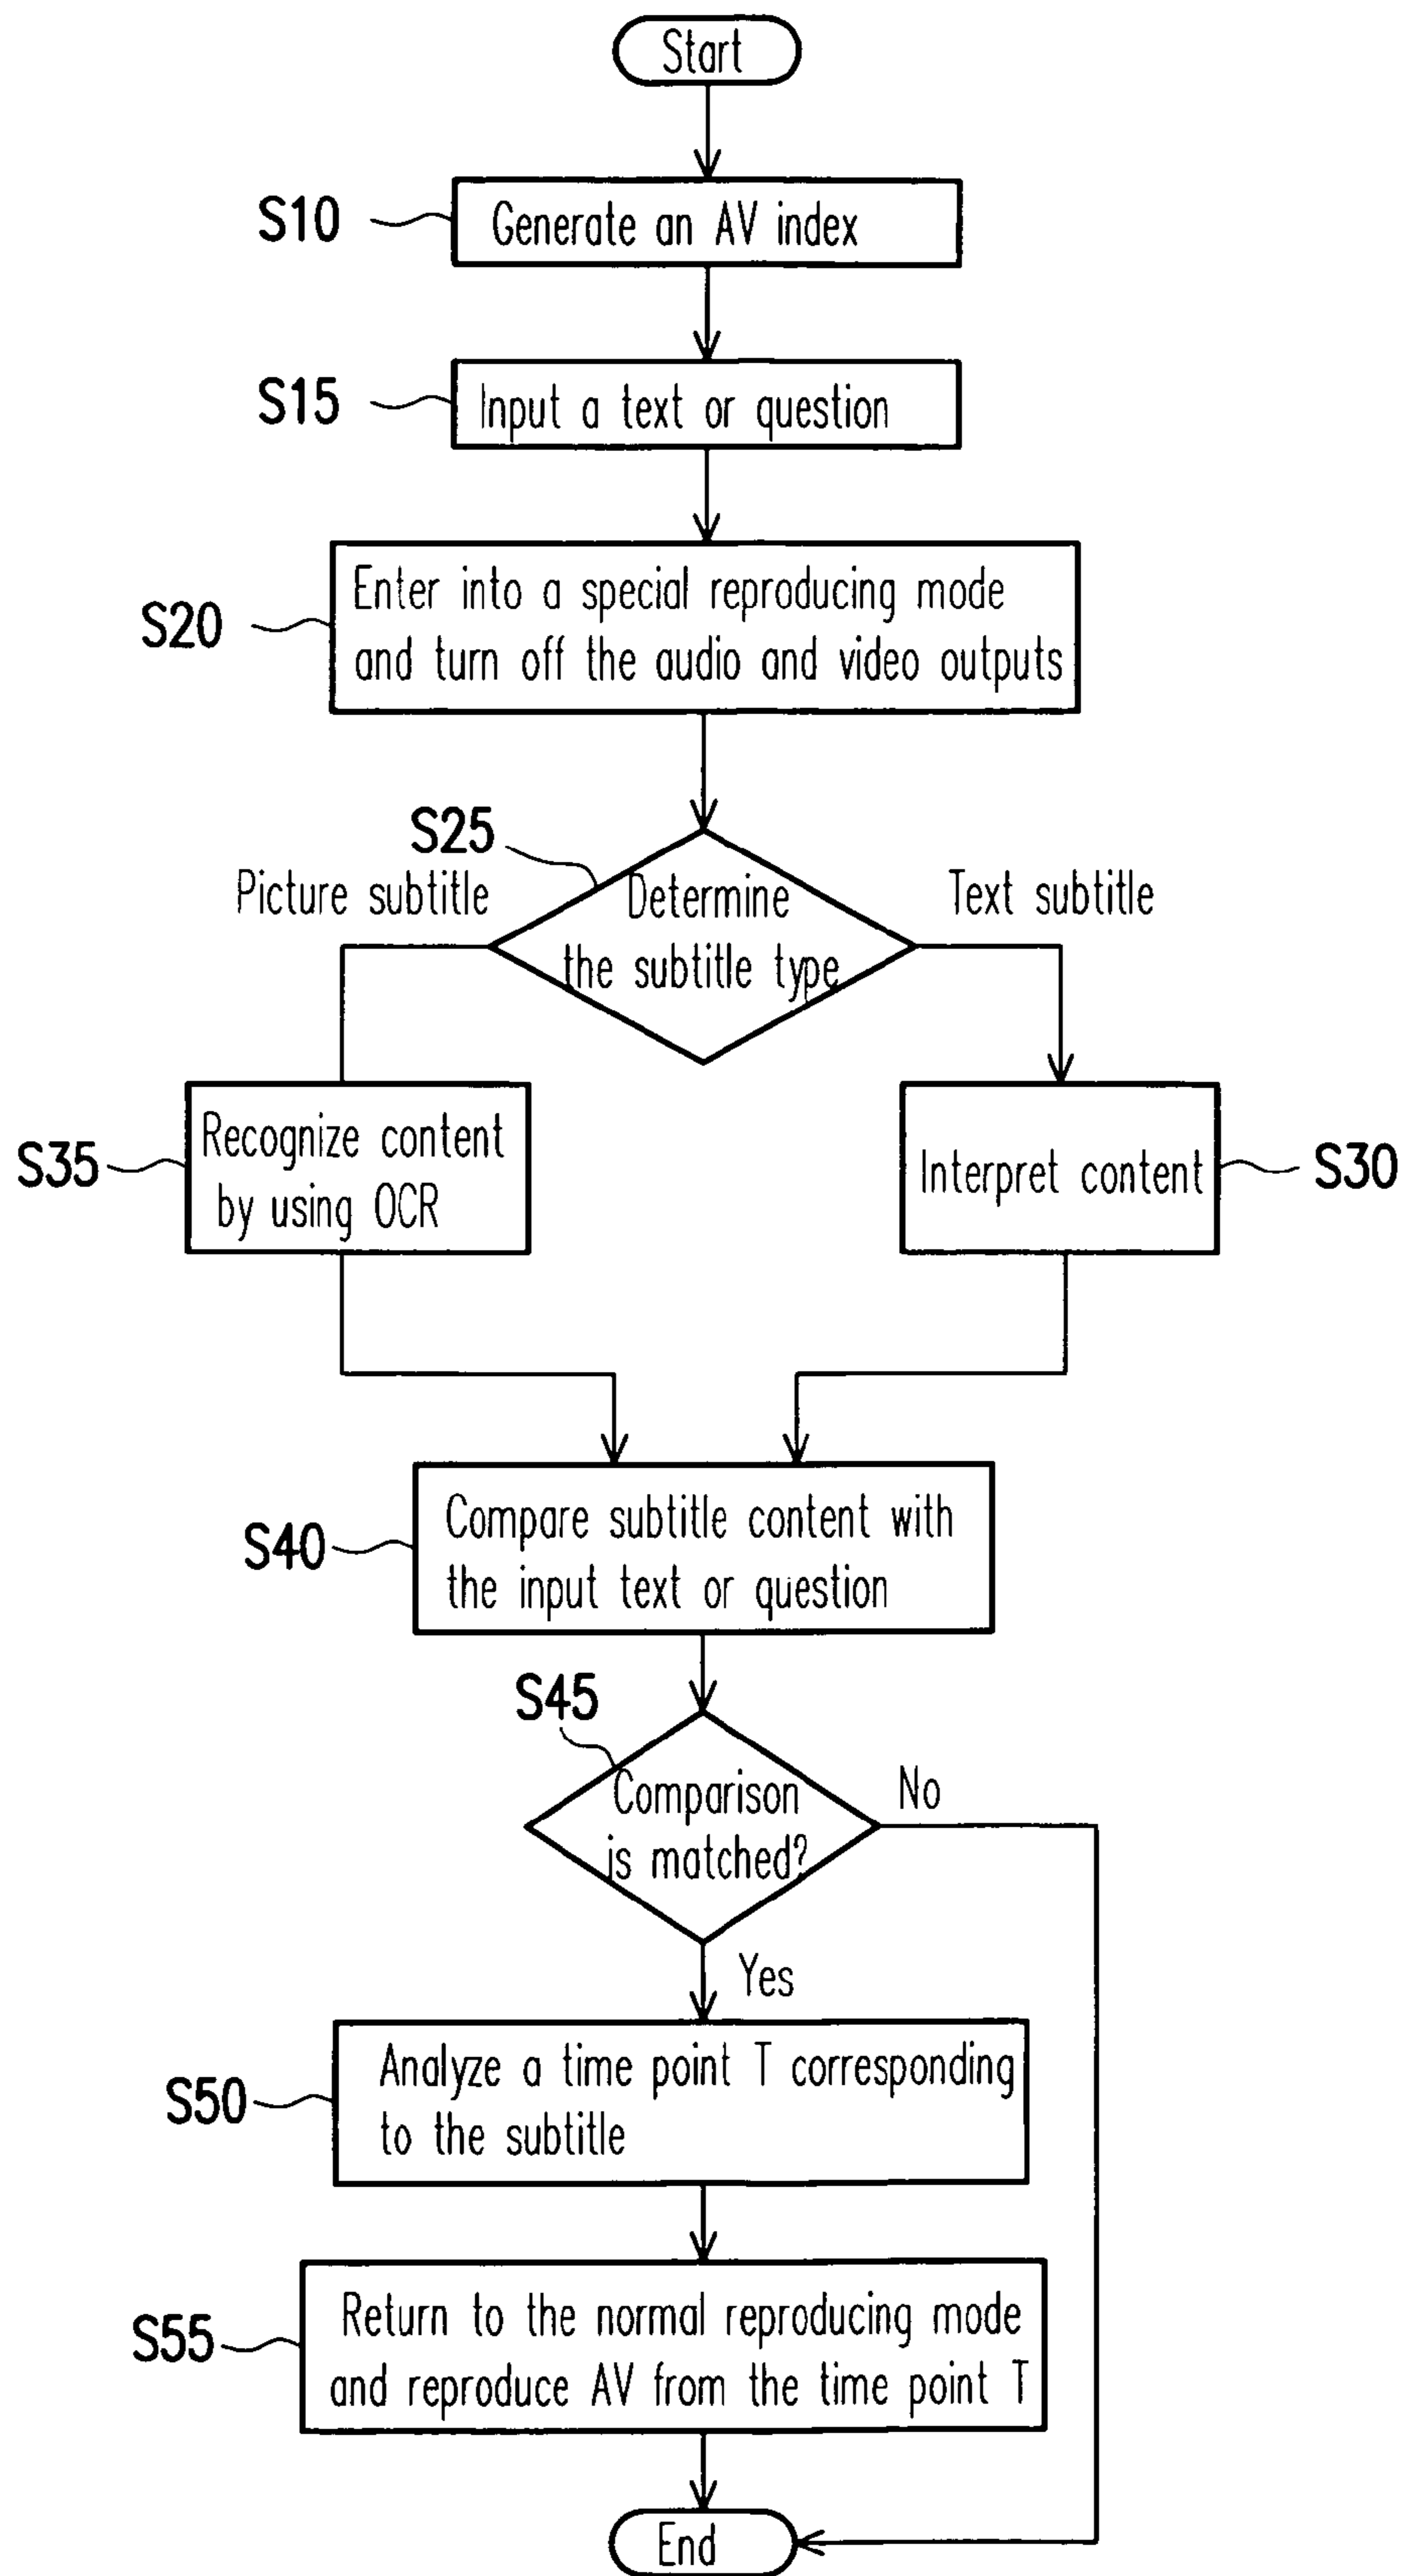 Start
S10
Generate an AV index
S15
Input a text or question
S20
Enter into a special reproducing mode
and turn off the audio and video outputs
S25
Picture subtitle
Determine
the subtitle type
Text subtitle
S35
Recognize content
by using OCR
Interpret content
S30
S40
Compare subtitle content with
the input text or question
S45
Comparison
is matched?
No
Yes
S50
Analyze a time point T corresponding
to the subtitle
S55
Return to the normal reproducing mode
and reproduce AV from the time point T
End